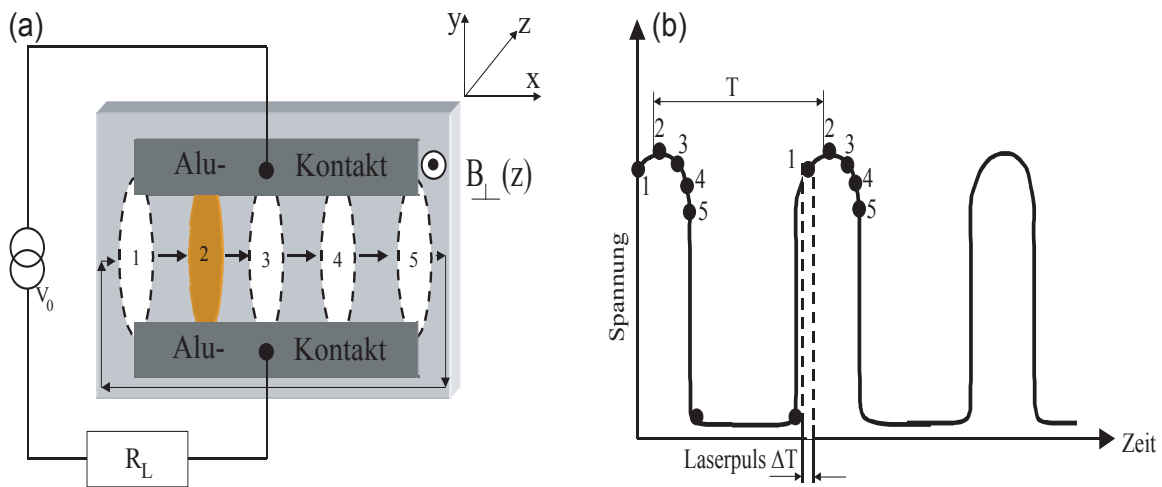 (a)
y
z
x
Alu- Kontakt
B⊥(z)
1 2 3 4 5
V0
Alu- Kontakt
RL
(b)
T
2 3 1 4 5
2 3 1 4 5
Spannung
Zeit
Laserpuls ΔT